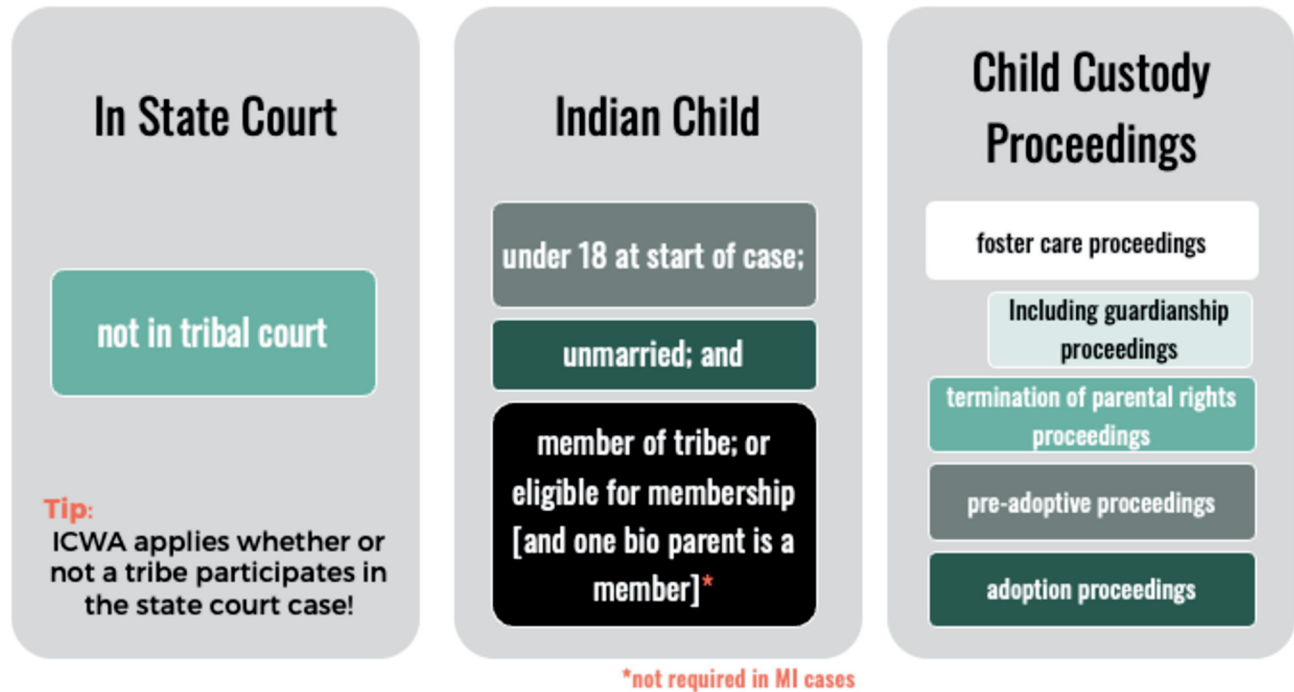 In State Court
not in tribal court
Tip:
ICWA applies whether or
not a tribe participates in
the state court case!
Indian Child
under 18 at start of case;
unmarried; and
member of tribe; or
eligible for membership
[and one bio parent is a
member]*
*not required in MI cases
Child Custody
Proceedings
foster care proceedings
Including guardianship
proceedings
termination of parental rights
proceedings
pre-adoptive proceedings
adoption proceedings